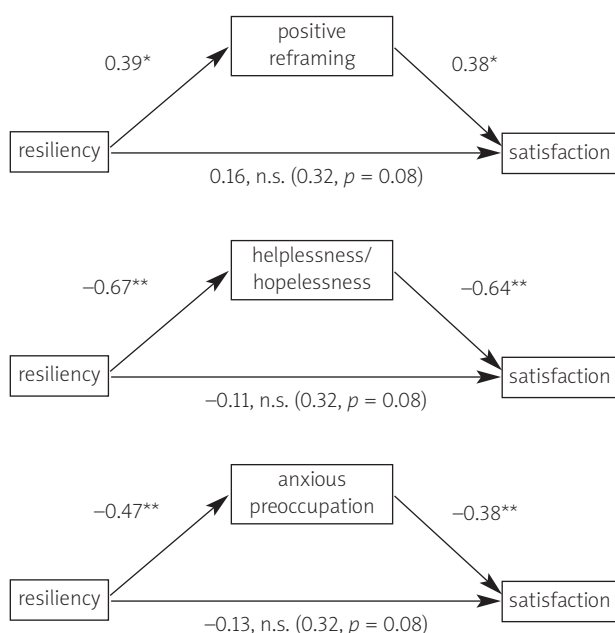 positive
reframing
0.39*
0.38*
resiliency
satisfaction
0.16, n.s. (0.32, p = 0.08)
helplessness/
hopelessness
–0.67**
–0.64**
resiliency
satisfaction
–0.11, n.s. (0.32, p = 0.08)
anxious
preoccupation
–0.47**
–0.38**
resiliency
satisfaction
–0.13, n.s. (0.32, p = 0.08)